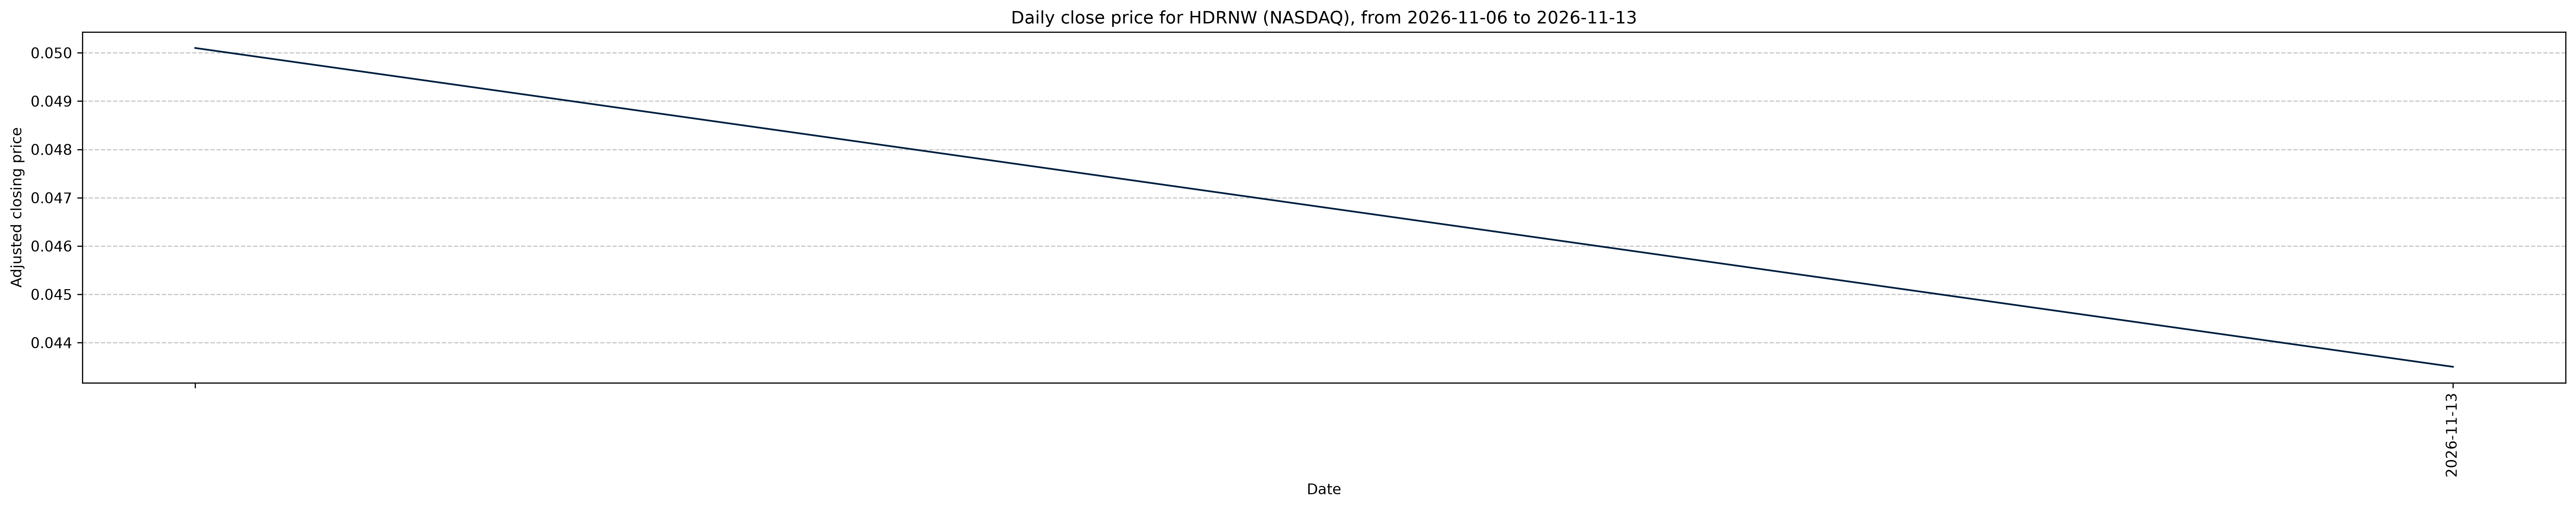 Daily close price for HDRNW (NASDAQ), from 2026-11-06 to 2026-11-13
Adjusted closing price
0.050
0.049
0.048
0.047
0.046
0.045
0.044
2026-11-13
Date